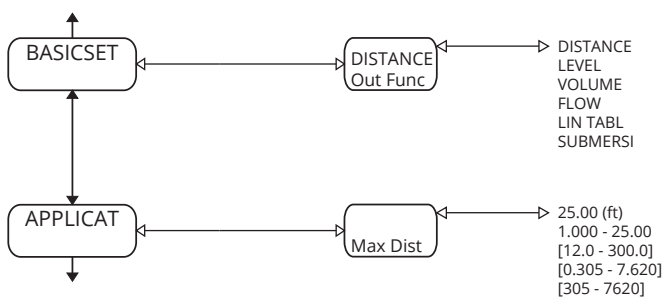 BASICSET
DISTANCE
Out Func
DISTANCE
LEVEL
VOLUME
FLOW
LIN TABL
SUBMERSI
APPLICAT
Max Dist
25.00 (ft)
1.000 - 25.00
[12.0 - 300.0]
[0.305 - 7.620]
[305 - 7620]